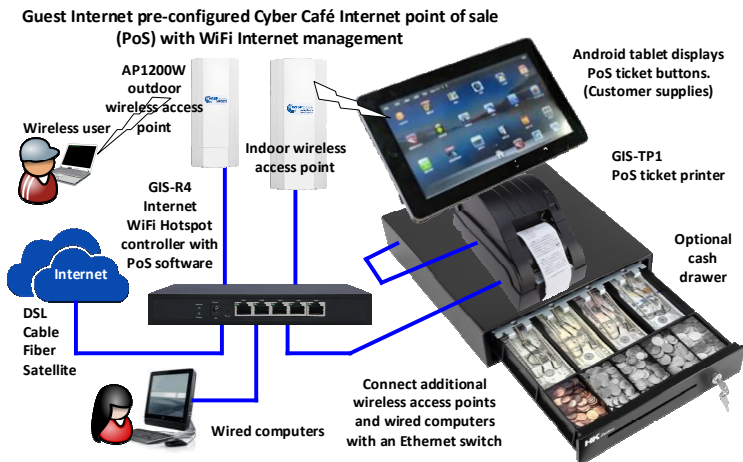 Guest Internet pre-configured Cyber Café Internet point of sale
(PoS) with WiFi Internet management
AP1200W
outdoor
wireless access
point
Wireless user
Indoor wireless
access point
Android tablet displays
PoS ticket buttons.
(Customer supplies)
GIS-TP1
PoS ticket printer
GIS-R4
Internet
WiFi Hotspot
controller with
PoS software
Optional
cash
drawer
Internet
DSL
Cable
Fiber
Satellite
Wired computers
Connect additional
wireless access points
and wired computers
with an Ethernet switch
HK